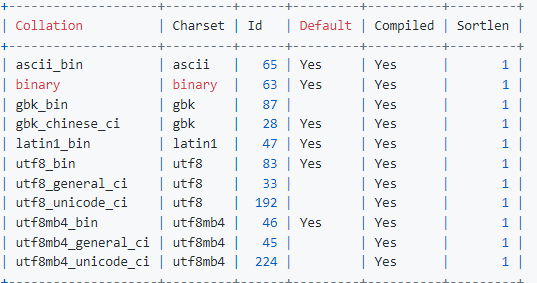 +--------------------+---------+------+---------+----------+---------+
| Collation          | Charset | Id   | Default | Compiled | Sortlen |
+--------------------+---------+------+---------+----------+---------+
| ascii_bin          | ascii   |   65 | Yes     | Yes      |       1 |
| binary             | binary  |   63 | Yes     | Yes      |       1 |
| gbk_bin            | gbk     |   87 |         | Yes      |       1 |
| gbk_chinese_ci     | gbk     |   28 | Yes     | Yes      |       1 |
| latin1_bin         | latin1  |   47 | Yes     | Yes      |       1 |
| utf8_bin           | utf8    |   83 | Yes     | Yes      |       1 |
| utf8_general_ci    | utf8    |   33 |         | Yes      |       1 |
| utf8_unicode_ci    | utf8    |  192 |         | Yes      |       1 |
| utf8mb4_bin        | utf8mb4 |   46 | Yes     | Yes      |       1 |
| utf8mb4_general_ci | utf8mb4 |   45 |         | Yes      |       1 |
| utf8mb4_unicode_ci | utf8mb4 |  224 |         | Yes      |       1 |
+--------------------+---------+------+---------+----------+---------+